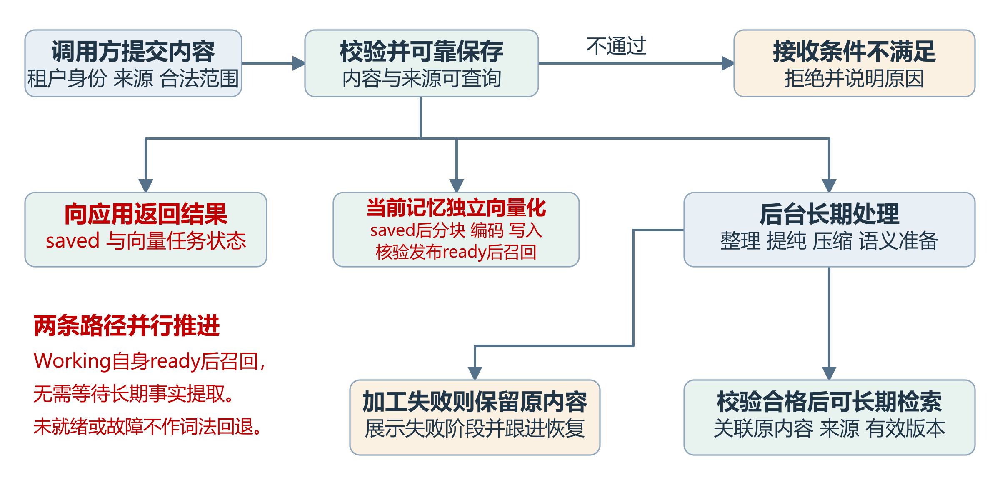 调用方提交内容
租户身份 来源 合法范围
校验并可靠保存
内容与来源可查询
不通过
接收条件不满足
拒绝并说明原因
向应用返回结果
saved 与向量任务状态
当前记忆独立向量化
saved后分块 编码 写入
核验发布ready后召回
后台长期处理
整理 提纯 压缩 语义准备
两条路径并行推进
Working自身ready后召回，
无需等待长期事实提取。
未就绪或故障不作词法回退。
加工失败则保留原内容
展示失败阶段并跟进恢复
校验合格后可长期检索
关联原内容 来源 有效版本